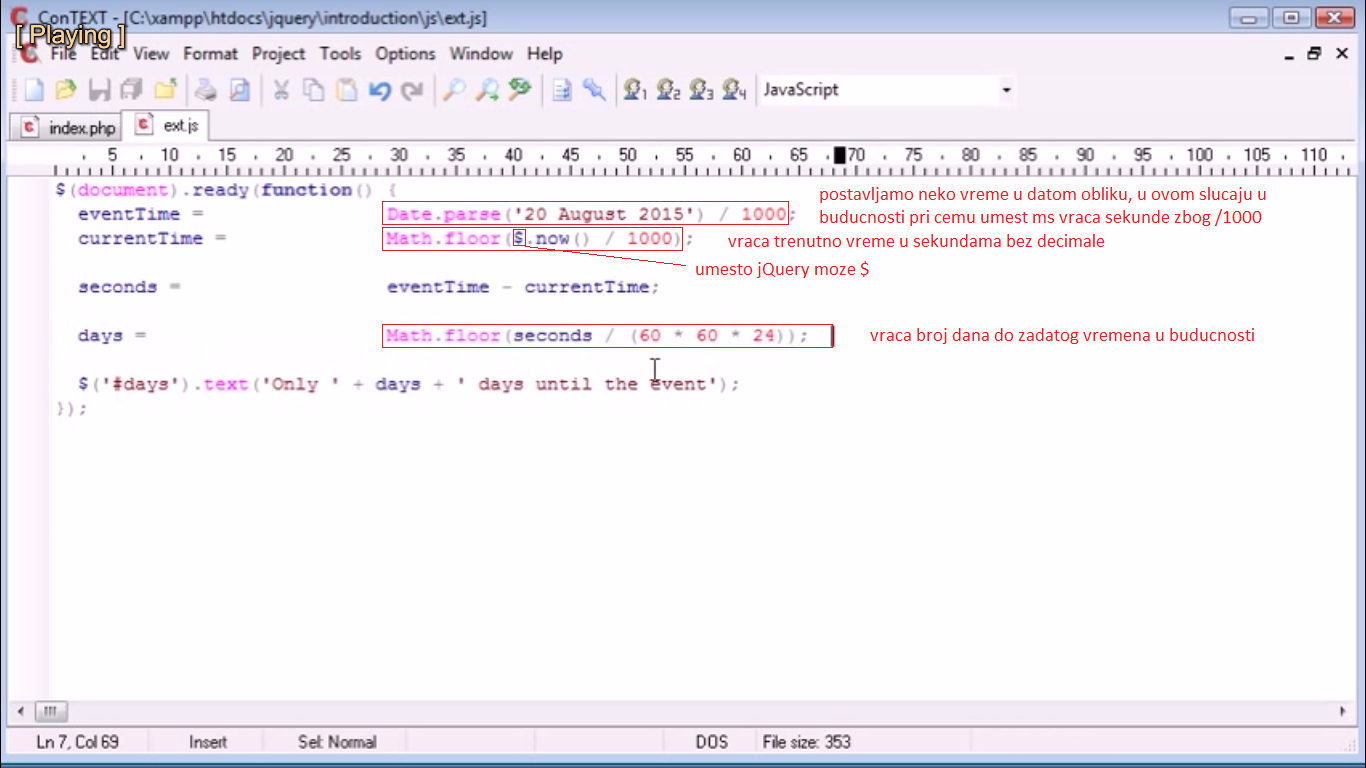 ConTEXT - [C:\xampp\htdocs\jquery\introduction\js\ext.js]
[ Playing ]
File Edit View Format Project Tools Options Window Help
1 2 3 4 JavaScript
index.php ext.js
5 10 15 20 25 30 35 40 45 50 55 60 65 70 75 80 85 90 95 100 105 110
$(document).ready(function() {
eventTime = Date.parse('20 August 2015') / 1000;
postavljamo neko vreme u datom obliku, u ovom slucaju u
buducnosti pri cemu umest ms vraca sekunde zbog /1000
currentTime = Math.floor($.now() / 1000);
vraca trenutno vreme u sekundama bez decimale
umesto jQuery moze $
seconds = eventTime - currentTime;
days = Math.floor(seconds / (60 * 60 * 24));
vraca broj dana do zadatog vremena u buducnosti
$('#days').text('Only ' + days + ' days until the event');
});
Ln 7, Col 69 Insert Sel: Normal DOS File size: 353